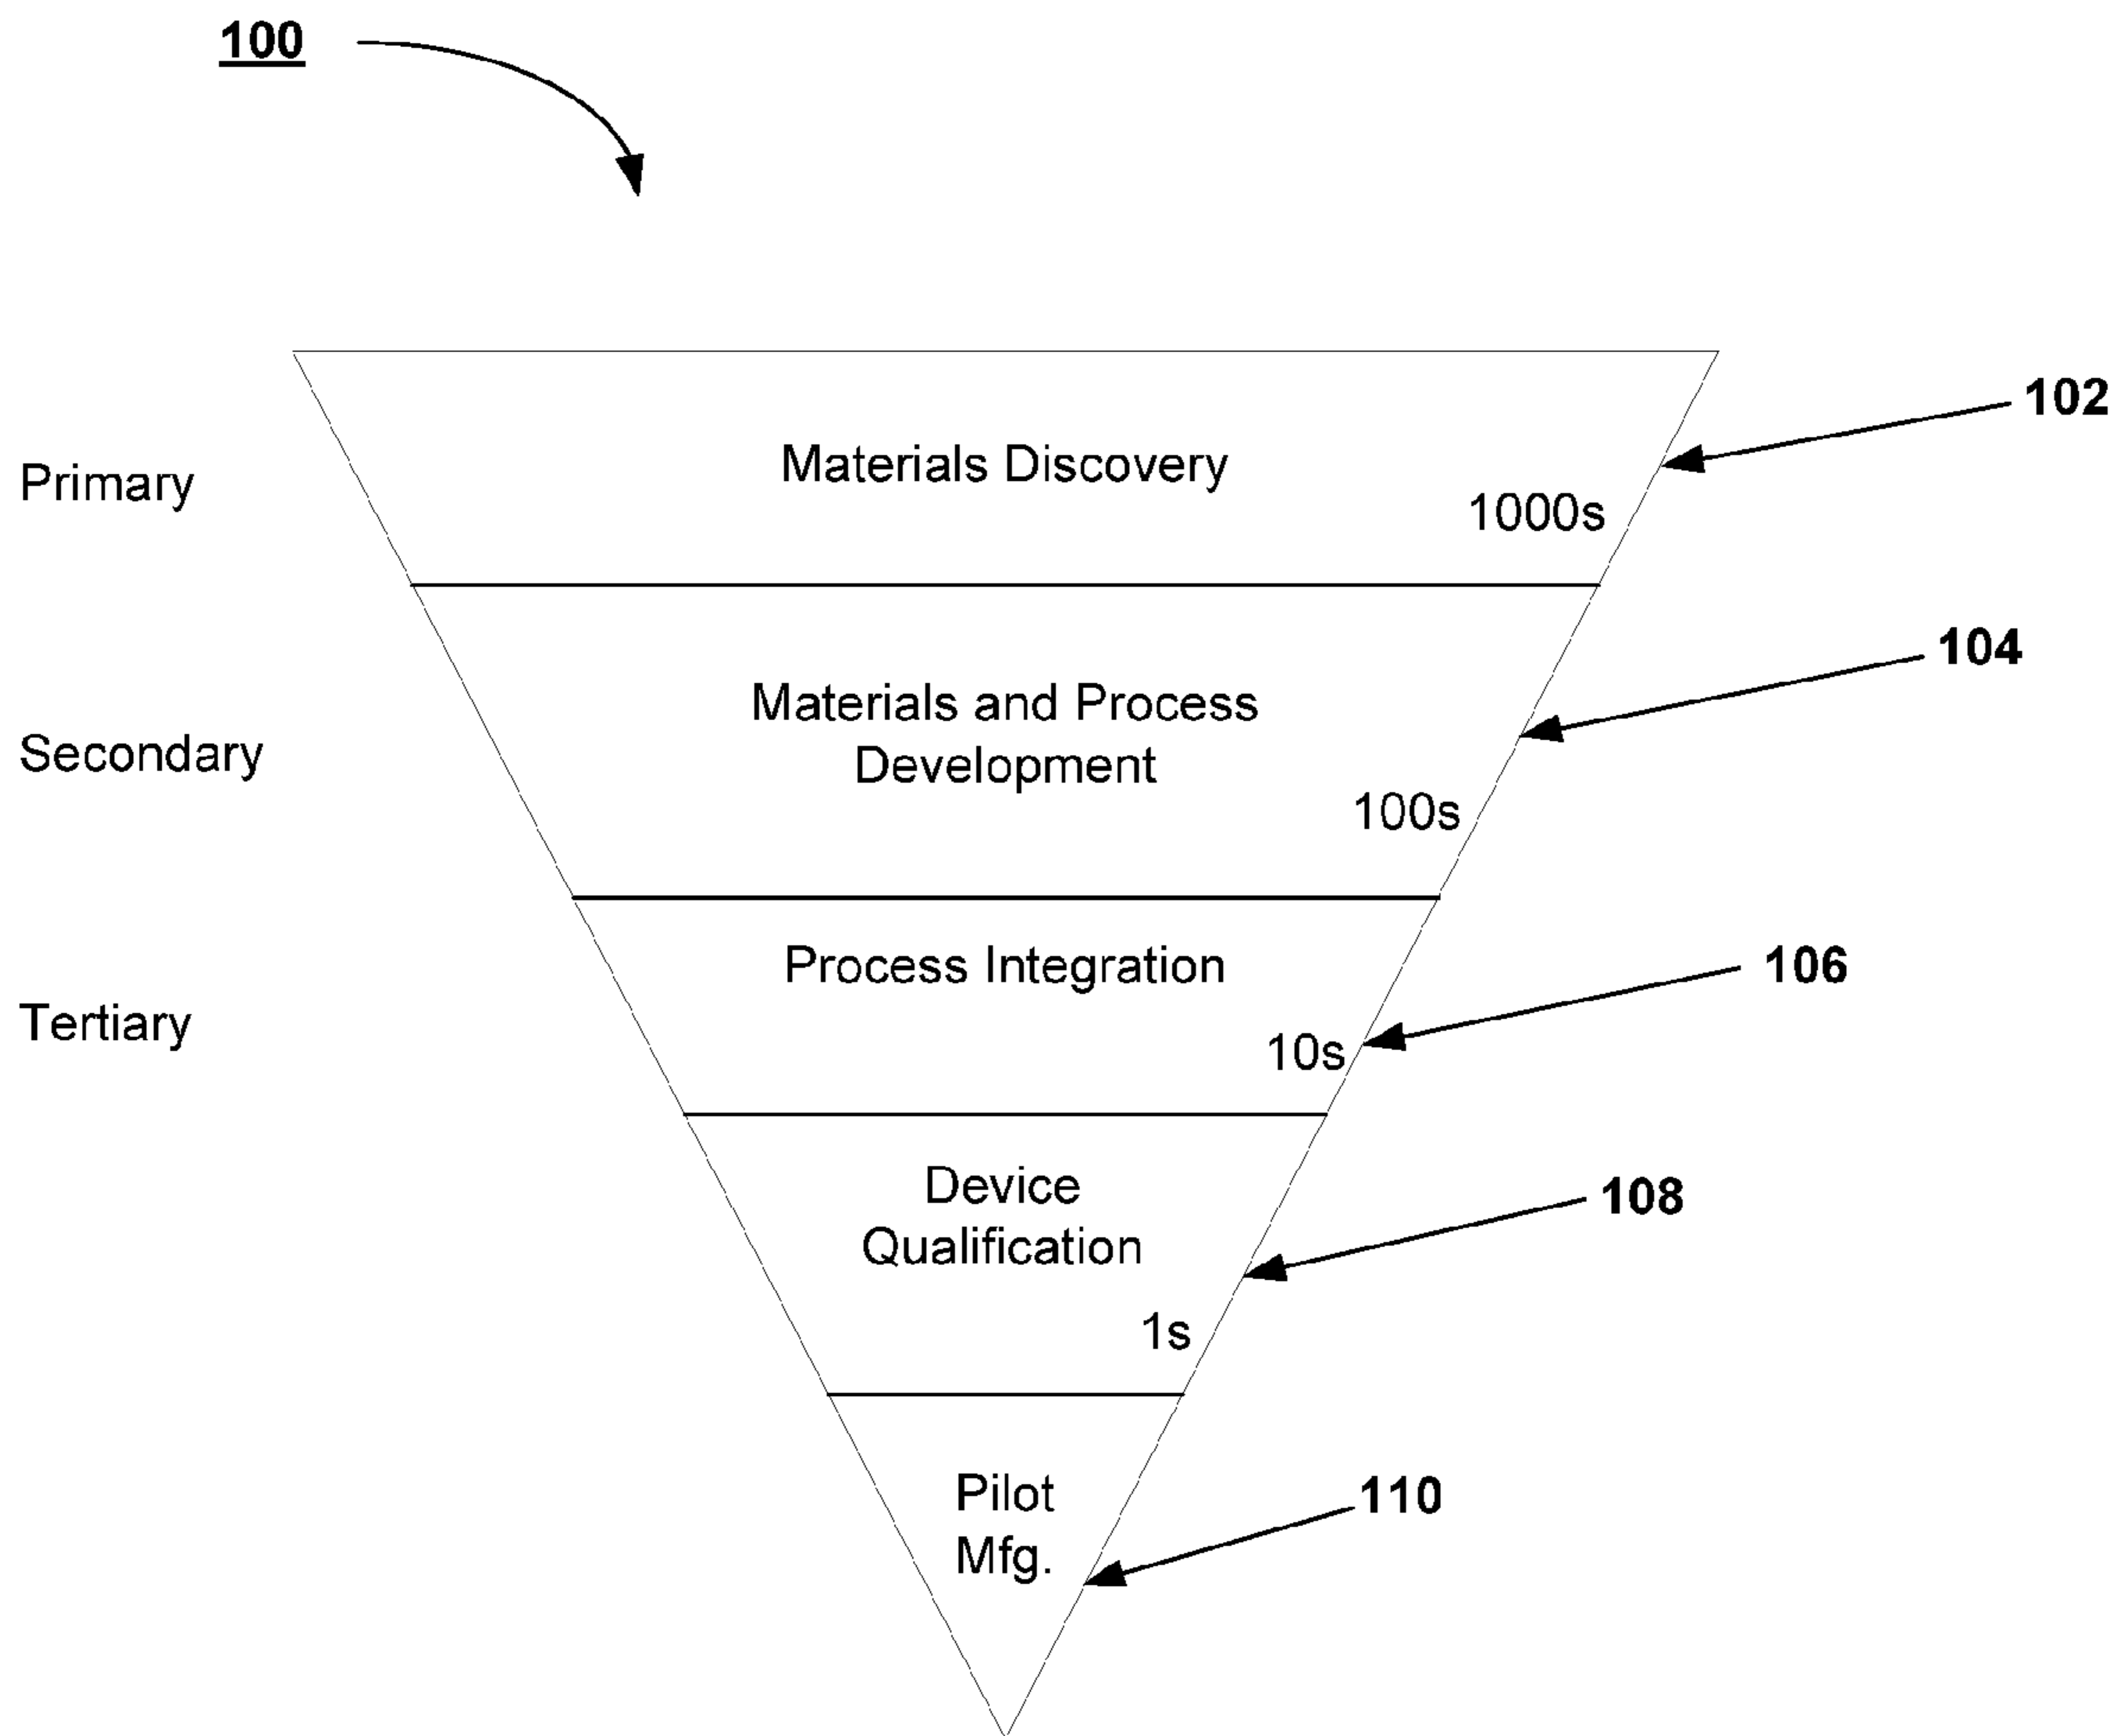 100
102
Materials Discovery
Primary
1000s
104
Materials and Process
Secondary
Development
100s
Process Integration
106
Tertiary
10s
Device
108
Qualification
1s
Pilot
110
Mfg.